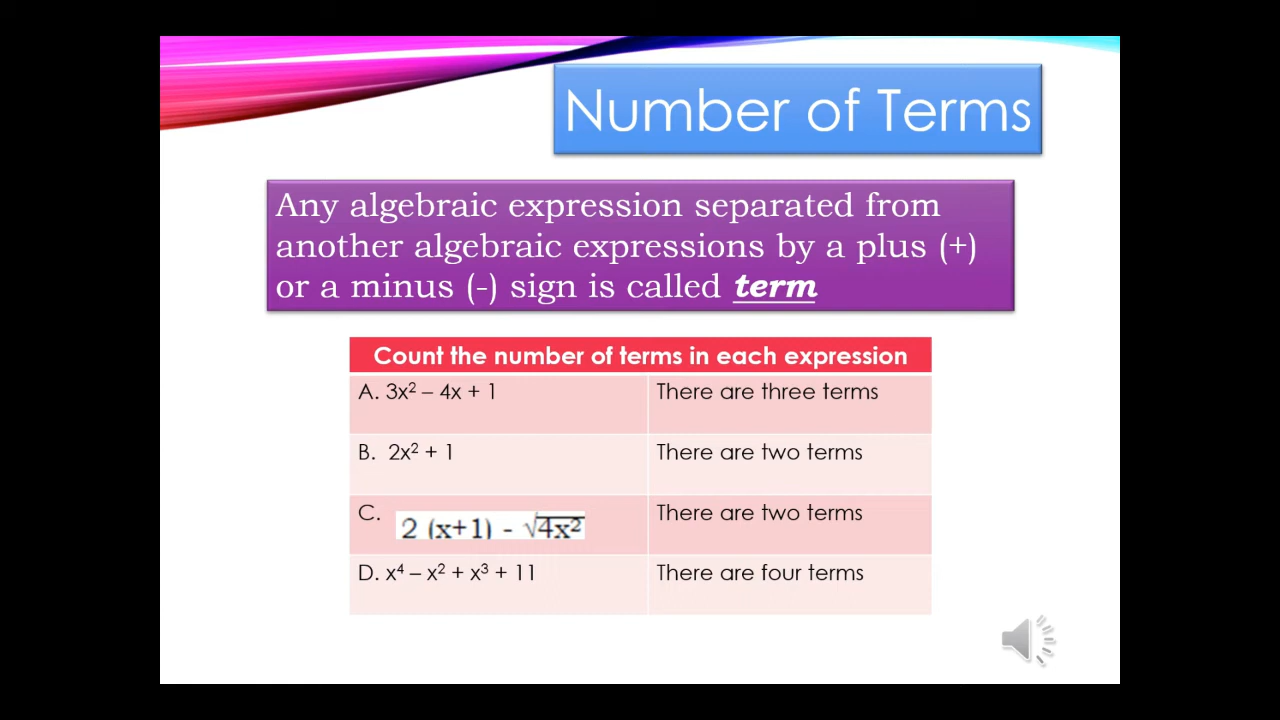 Number of Terms
Any algebraic expression separated from
another algebraic expressions by a plus (+)
or a minus (-) sign is called term
Count the number of terms in each expression
A. 3x² – 4x + 1 There are three terms
B. 2x² + 1 There are two terms
C. 2 (x+1) - √4x² There are two terms
D. x⁴ – x² + x³ + 11 There are four terms